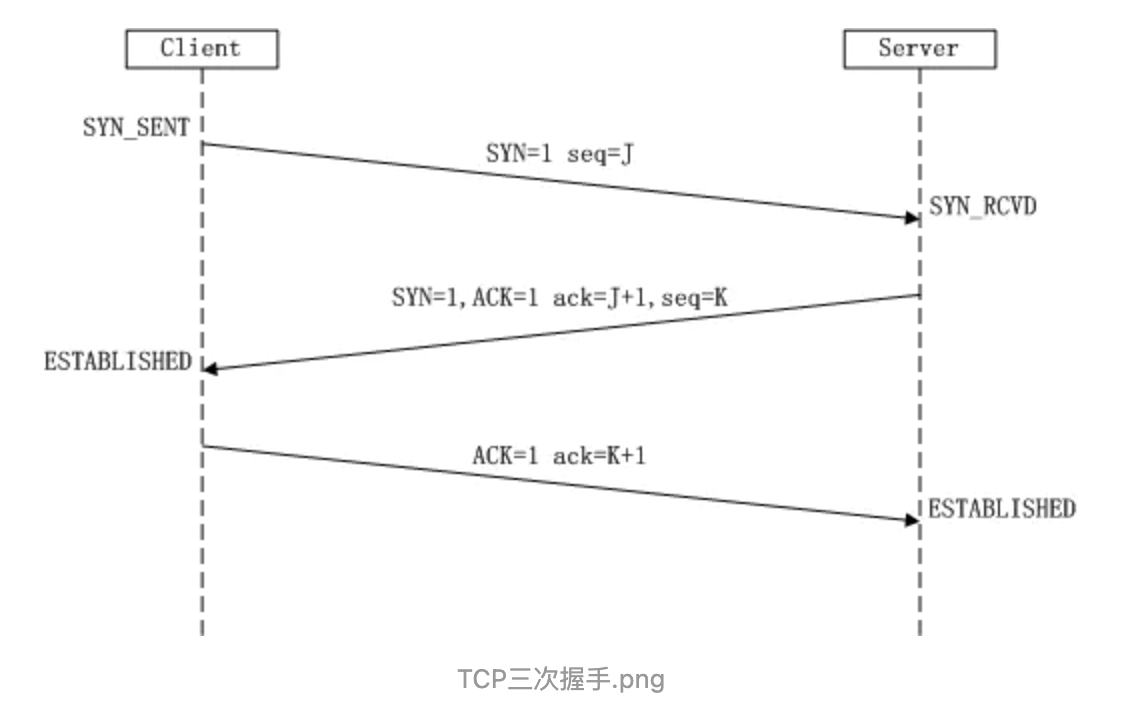 Client
Server
SYN_SENT
SYN=1 seq=J
SYN_RCVD
SYN=1,ACK=1 ack=J+1,seq=K
ESTABLISHED
ACK=1 ack=K+1
ESTABLISHED
TCP三次握手.png